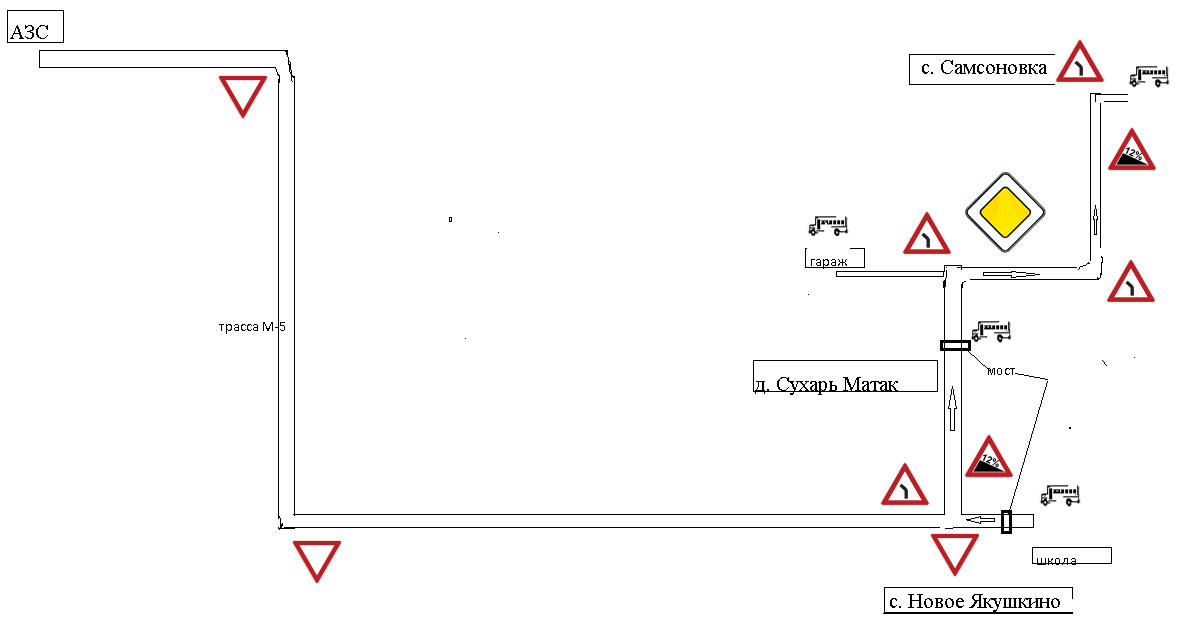 АЗС
с. Самсоновка
12%
гараж
трасса М-5
мост
д. Сухарь Матак
12%
школа
с. Новое Якушкино